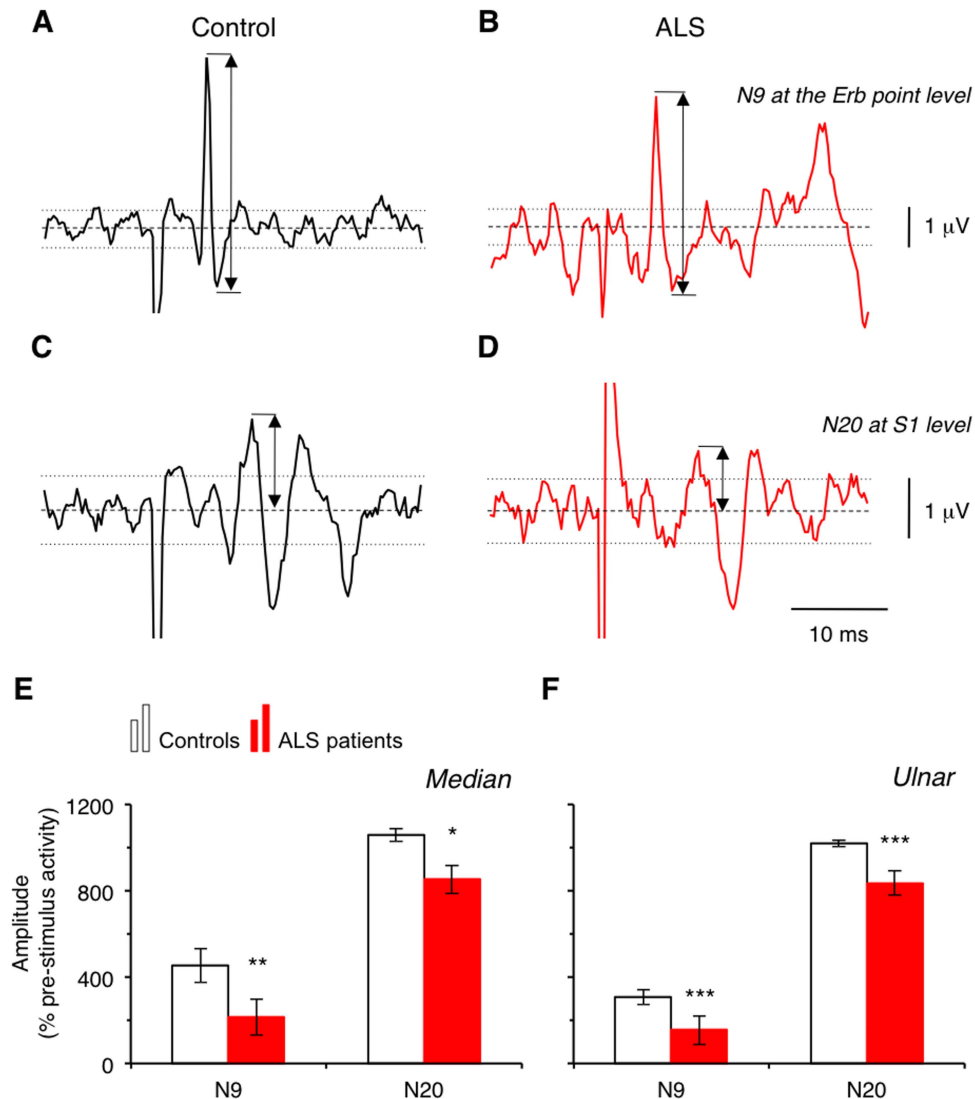 A Control B ALS
N9 at the Erb point level
1 μV
C D
N20 at S1 level
1 μV
10 ms
E F
Controls ALS patients
Median Ulnar
Amplitude
(% pre-stimulus activity)
1200
800
400
0
** * *** ***
N9 N20 N9 N20